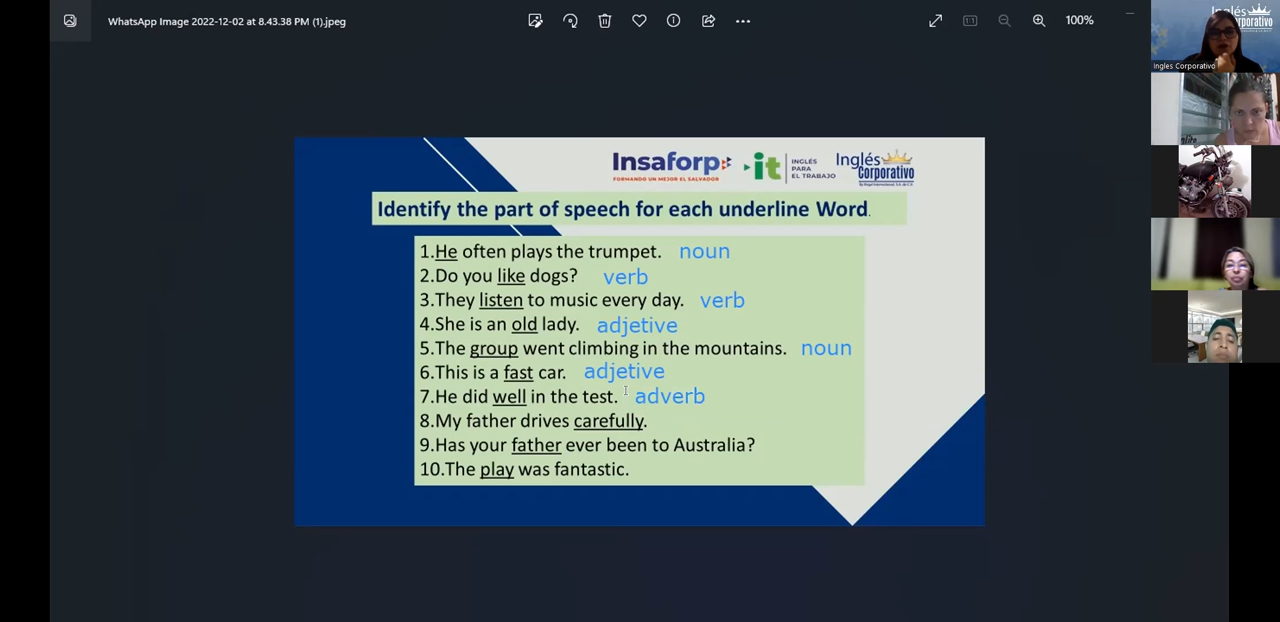 WhatsApp Image 2022-12-02 at 8.43.38 PM (1).jpeg
100%
Inglés
Corporativo
Ingles Corporativo
Insaforp
FORMANDO UN MEJOR EL SALVADOR
it
INGLÉS
PARA
EL TRABAJO
Inglés
Corporativo
Identify the part of speech for each underline Word.
1.He often plays the trumpet. noun
2.Do you like dogs? verb
3.They listen to music every day. verb
4.She is an old lady. adjetive
5.The group went climbing in the mountains. noun
6.This is a fast car. adjetive
7.He did well in the test. adverb
8.My father drives carefully.
9.Has your father ever been to Australia?
10.The play was fantastic.